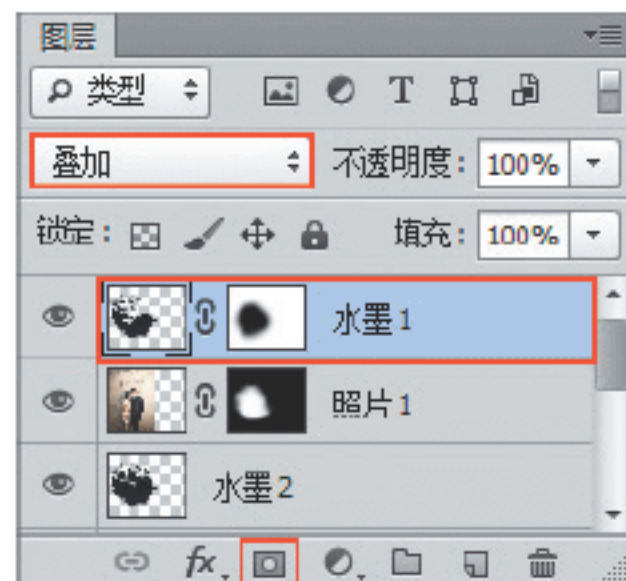 图层
类型 T
叠加 不透明度：100%
锁定： 填充：100%
水墨1
照片1
水墨2
fx.